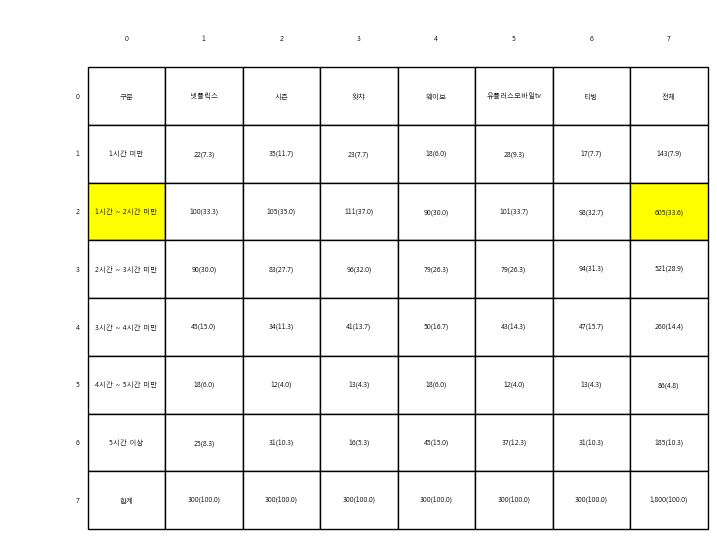 0 1 2 3 4 5 6 7
0 구분 넷플릭스 시즌 왓챠 웨이브 유플러스모바일tv 티빙 전체
1 1시간 미만 22(7.3) 35(11.7) 23(7.7) 18(6.0) 28(9.3) 17(7.7) 143(7.9)
2 1시간 ~ 2시간 미만 100(33.3) 105(35.0) 111(37.0) 90(30.0) 101(33.7) 98(32.7) 605(33.6)
3 2시간 ~ 3시간 미만 90(30.0) 83(27.7) 96(32.0) 79(26.3) 79(26.3) 94(31.3) 521(28.9)
4 3시간 ~ 4시간 미만 45(15.0) 34(11.3) 41(13.7) 50(16.7) 43(14.3) 47(15.7) 260(14.4)
5 4시간 ~ 5시간 미만 18(6.0) 12(4.0) 13(4.3) 18(6.0) 12(4.0) 13(4.3) 86(4.8)
6 5시간 이상 25(8.3) 31(10.3) 16(5.3) 45(15.0) 37(12.3) 31(10.3) 185(10.3)
7 합계 300(100.0) 300(100.0) 300(100.0) 300(100.0) 300(100.0) 300(100.0) 1,800(100.0)